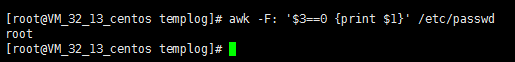 [root@VM_32_13_centos templog]# awk -F: '$3==0 {print $1}' /etc/passwd
root
[root@VM_32_13_centos templog]#